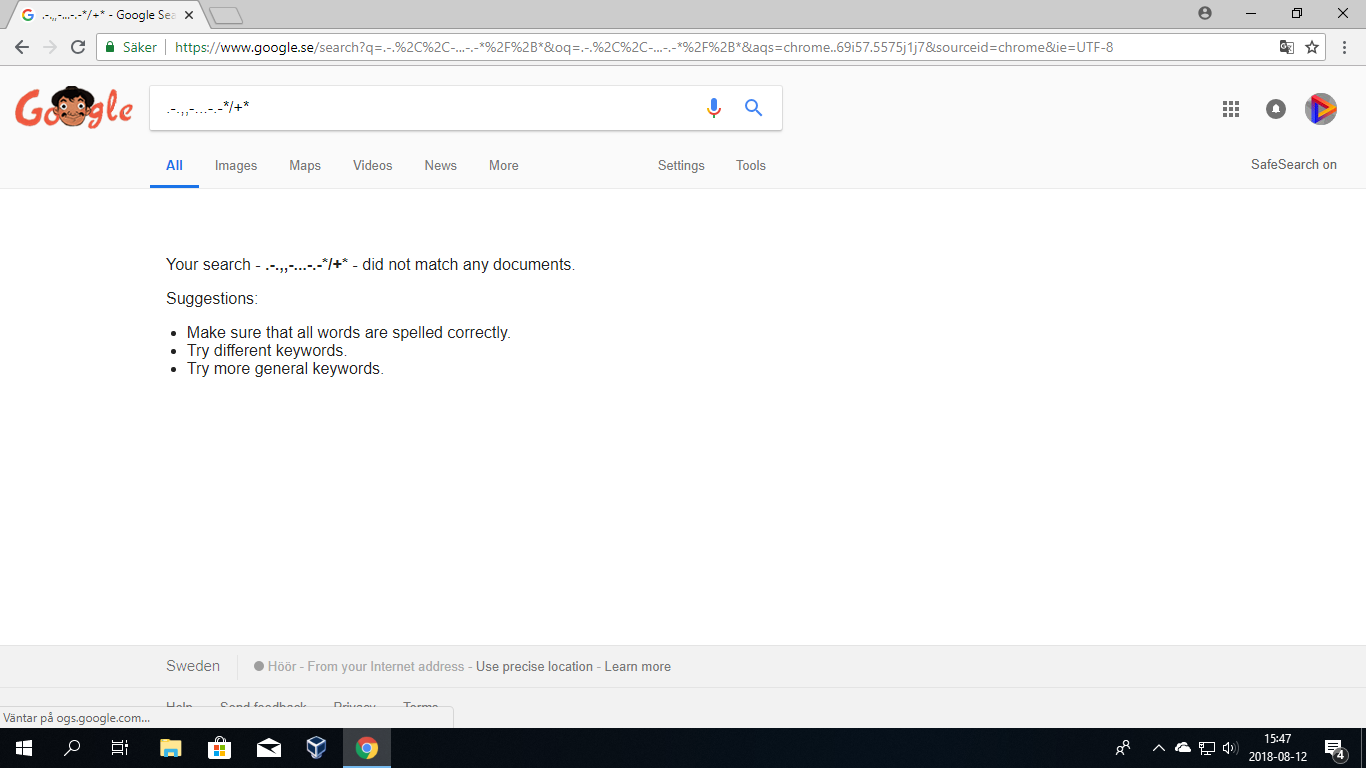 .-.,,-...-.-*/+* - Google Sea
Säker
https://www.google.se/search?q=.-.%2C%2C-...-.-*%2F%2B*&oq=.-.%2C%2C-...-.-*%2F%2B*&aqs=chrome..69i57.5575j1j7&sourceid=chrome&ie=UTF-8
Google
.-.,,-...-.-*/+*
All Images Maps Videos News More Settings Tools
SafeSearch on
Your search - .-.,,-...-.-*/+* - did not match any documents.
Suggestions:
• Make sure that all words are spelled correctly.
• Try different keywords.
• Try more general keywords.
Sweden
Höör - From your Internet address - Use precise location - Learn more
Help Send feedback Privacy Terms
Väntar på ogs.google.com...
15:47
2018-08-12
4